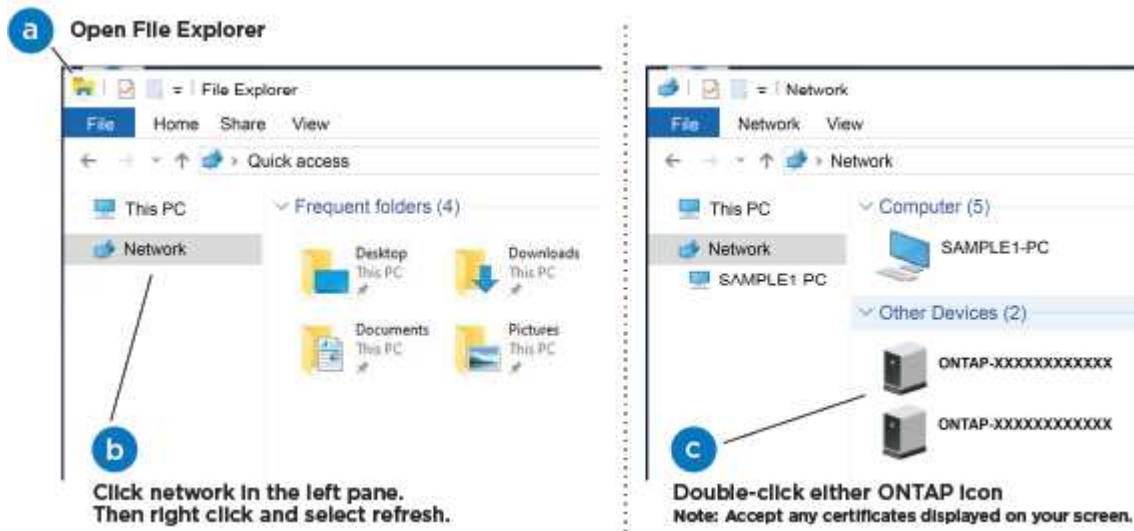 a Open File Explorer
File Explorer
File Home Share View
Quick access
This PC
Network
Frequent folders (4)
Desktop
This PC
Downloads
This PC
Documents
This PC
Pictures
This PC
b
Click network in the left pane.
Then right click and select refresh.
Network
File Network View
Network
This PC
Network
SAMPLE1 PC
Computer (5)
SAMPLE1-PC
Other Devices (2)
ONTAP-XXXXXXXXXXXX
ONTAP-XXXXXXXXXXXX
c
Double-click either ONTAP icon
Note: Accept any certificates displayed on your screen.